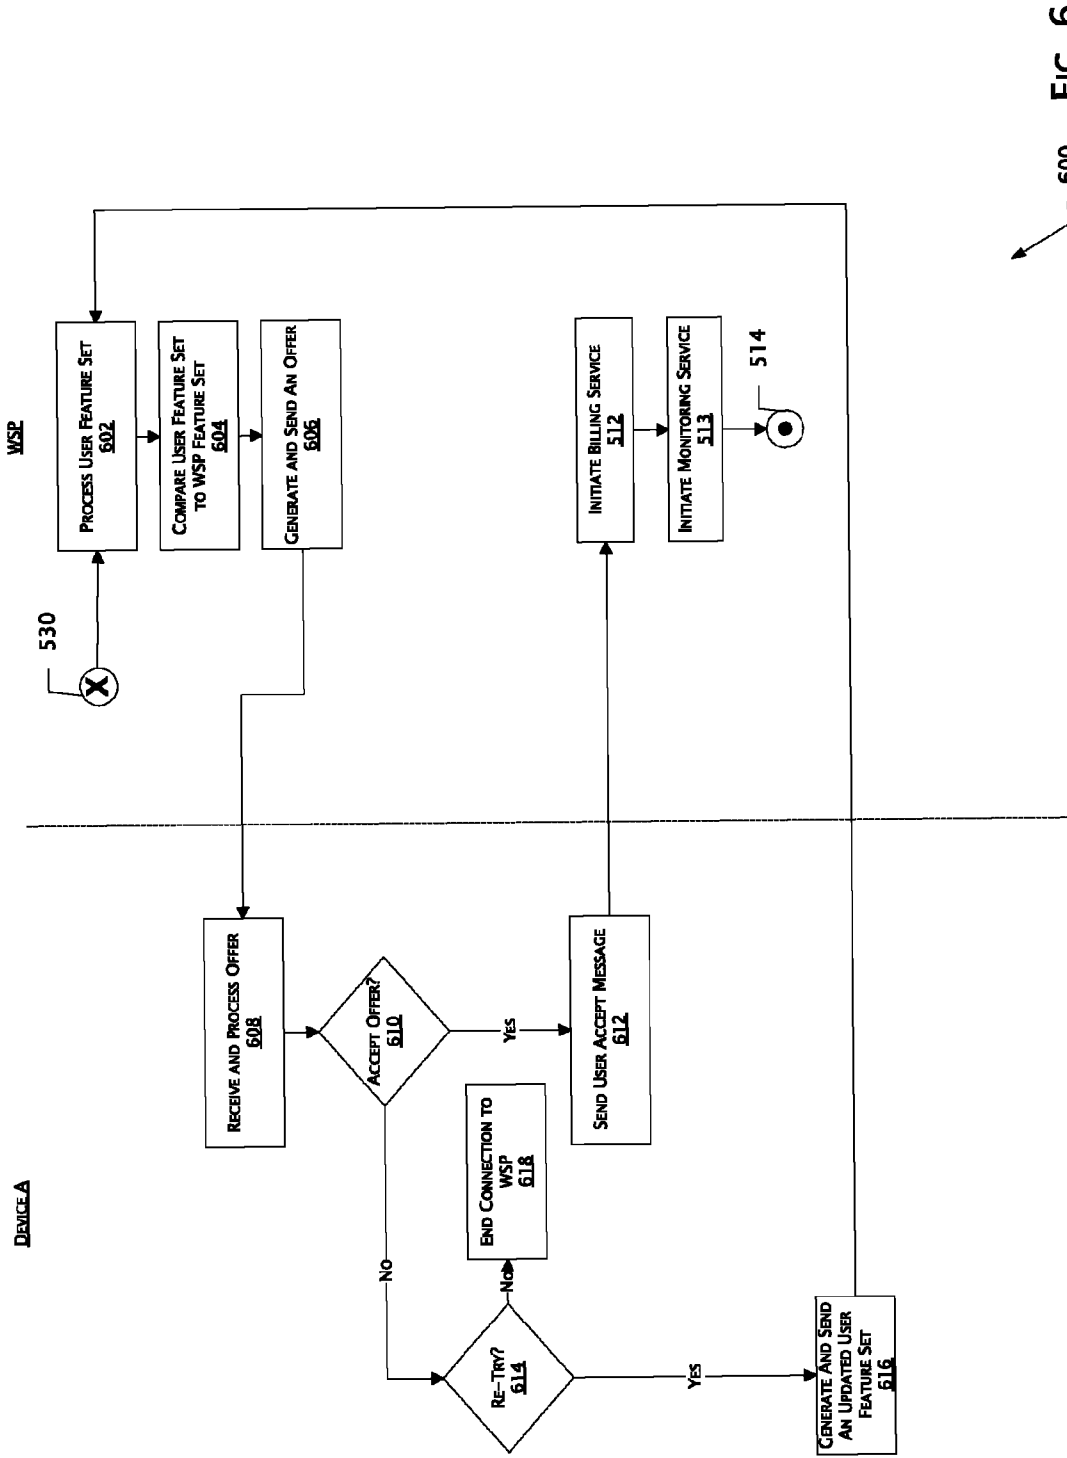 DEVICE A
WSP
530
X
PROCESS USER FEATURE SET
602
COMPARE USER FEATURE SET
TO WSP FEATURE SET
604
GENERATE AND SEND AN OFFER
606
RECEIVE AND PROCESS OFFER
608
ACCEPT OFFER?
610
NO
YES
RE-TRY?
614
NO
END CONNECTION TO
WSP
618
YES
SEND USER ACCEPT MESSAGE
612
INITIATE BILLING SERVICE
512
INITIATE MONITORING SERVICE
513
514
GENERATE AND SEND
AN UPDATED USER
FEATURE SET
616
600
FIG. 6